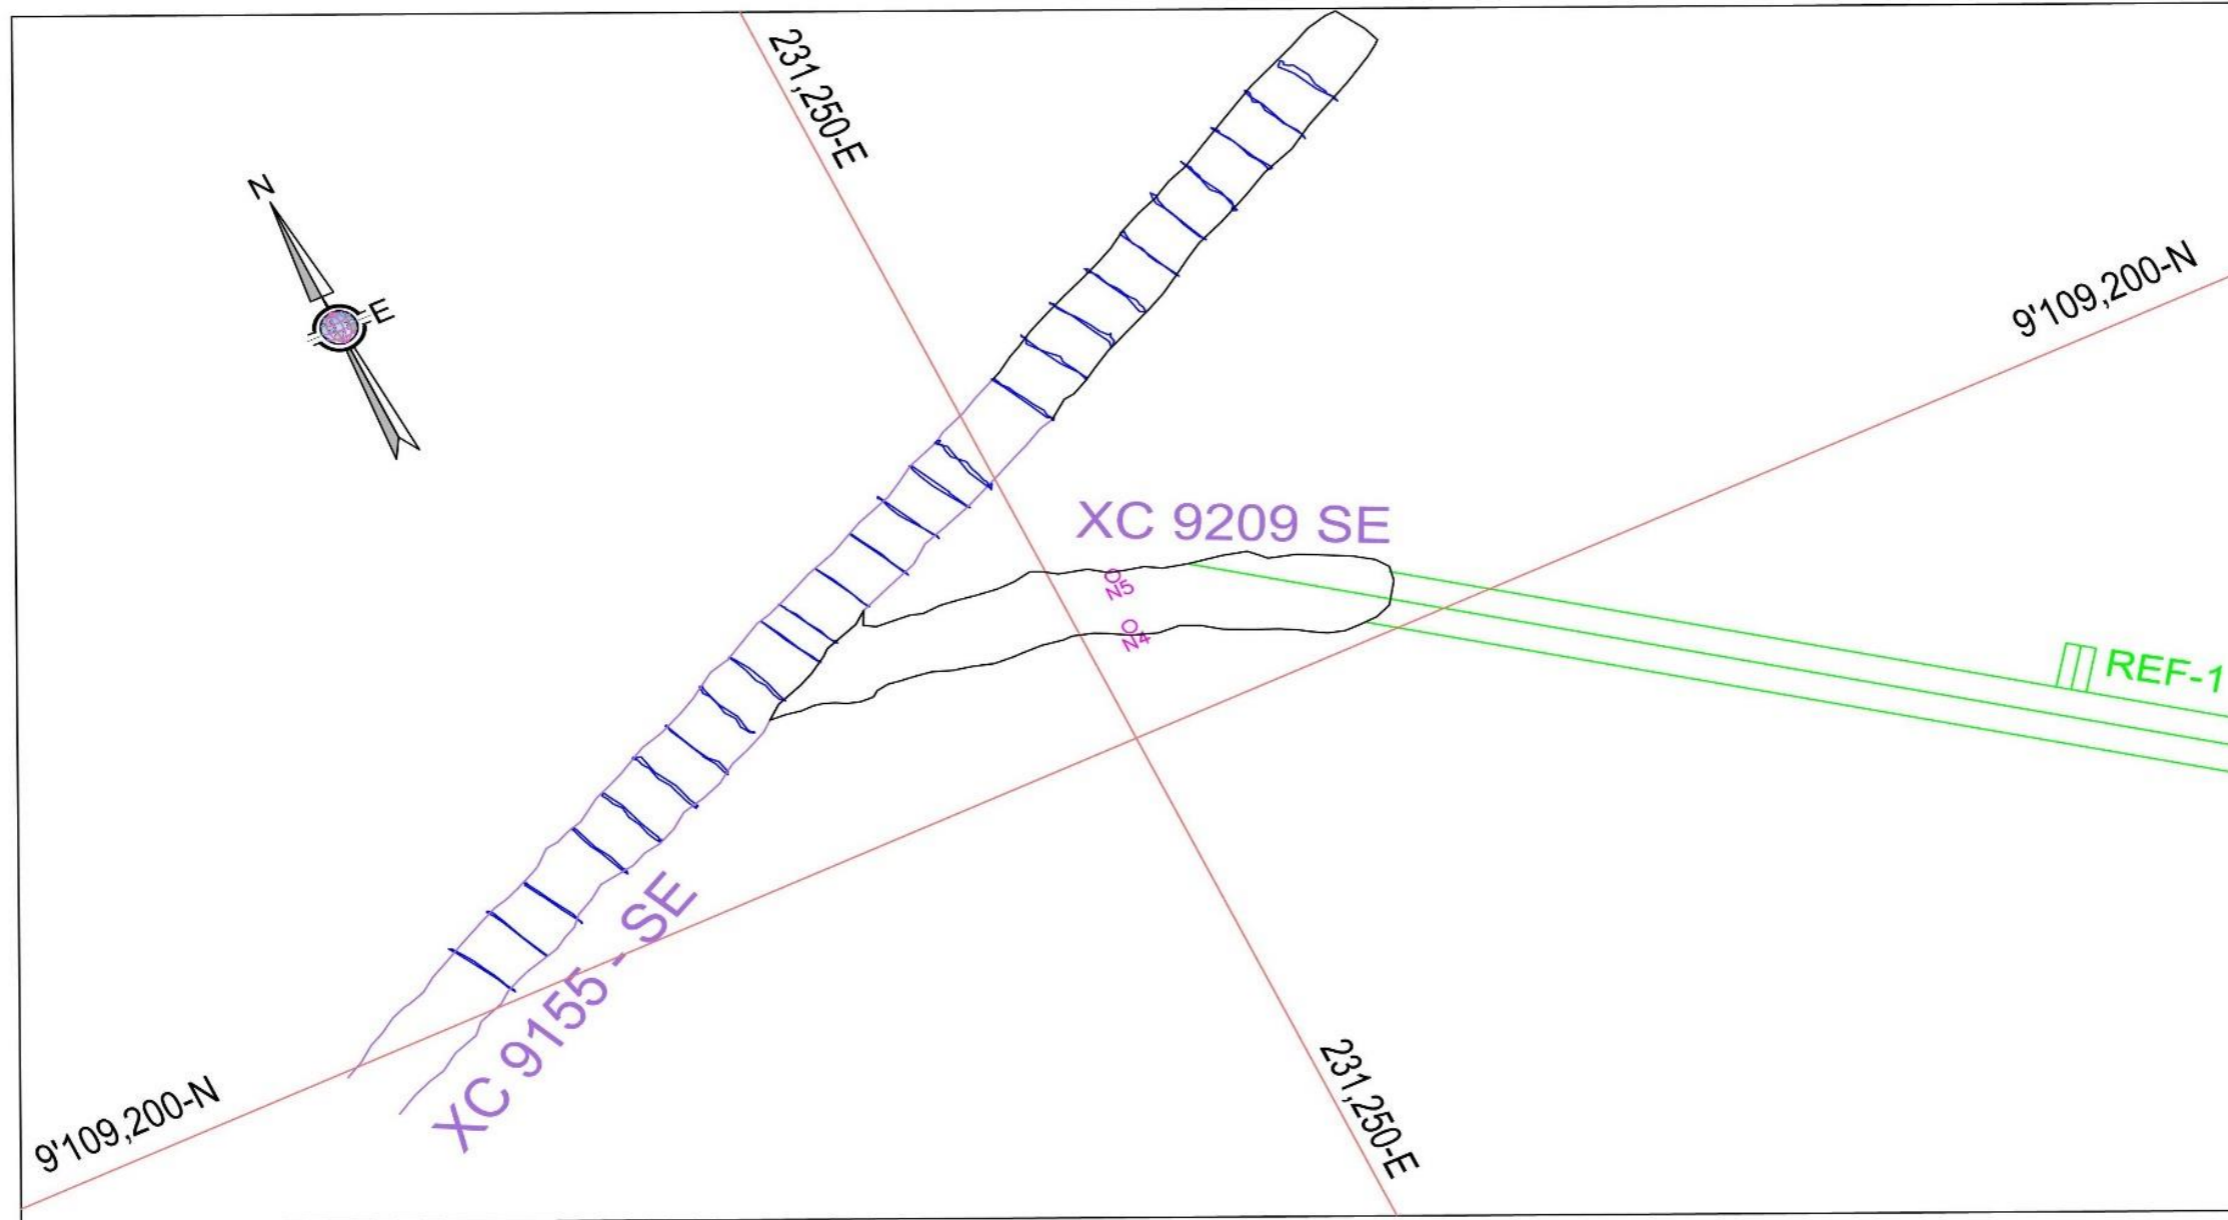 231,250-E
N
E
9'109,200-N
XC 9209 SE
N5
N4
REF-1
XC 9155 - SE
231,250-E
9'109,200-N